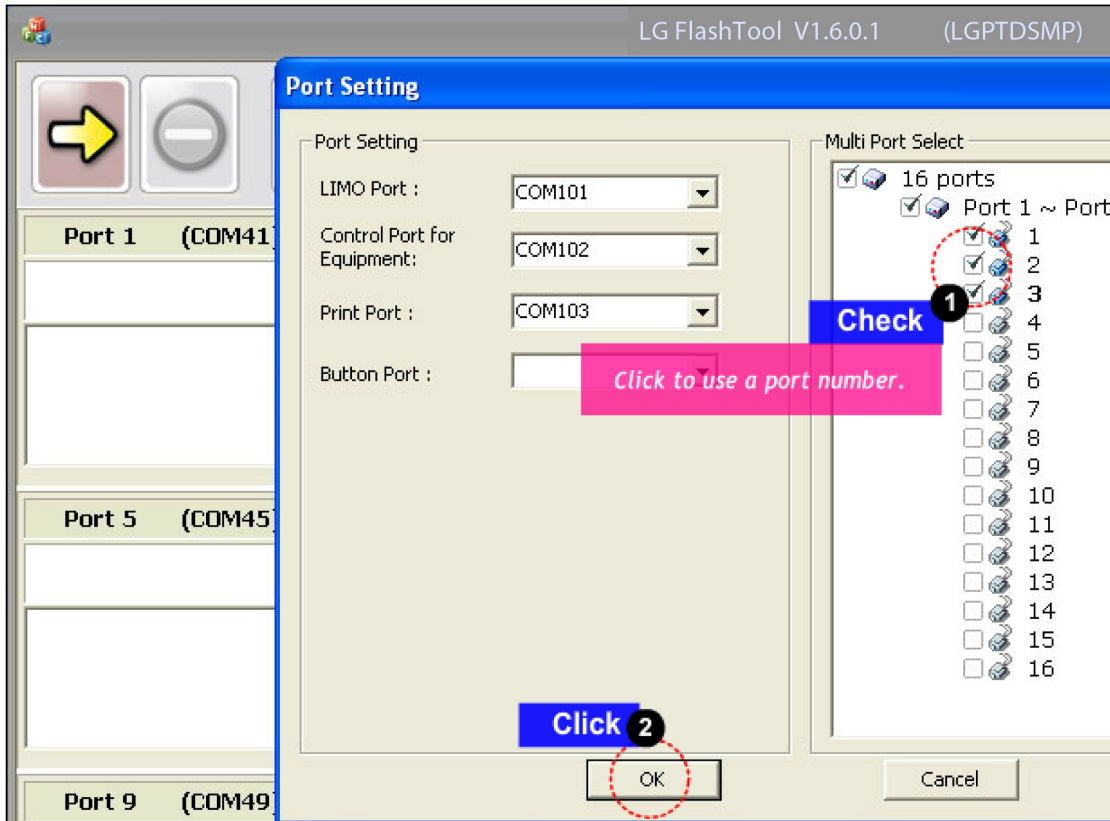 LG FlashTool V1.6.0.1 (LGPTDSMP)
Port Setting
Port Setting
LIMO Port : COM101
Control Port for
Equipment: COM102
Print Port : COM103
Button Port :
Multi Port Select
16 ports
Port 1 ~ Port
1
2
3
4
5
6
7
8
9
10
11
12
13
14
15
16
Check 1
Click to use a port number.
Click 2
OK
Cancel
Port 1 (COM41)
Port 5 (COM45
Port 9 (COM49)